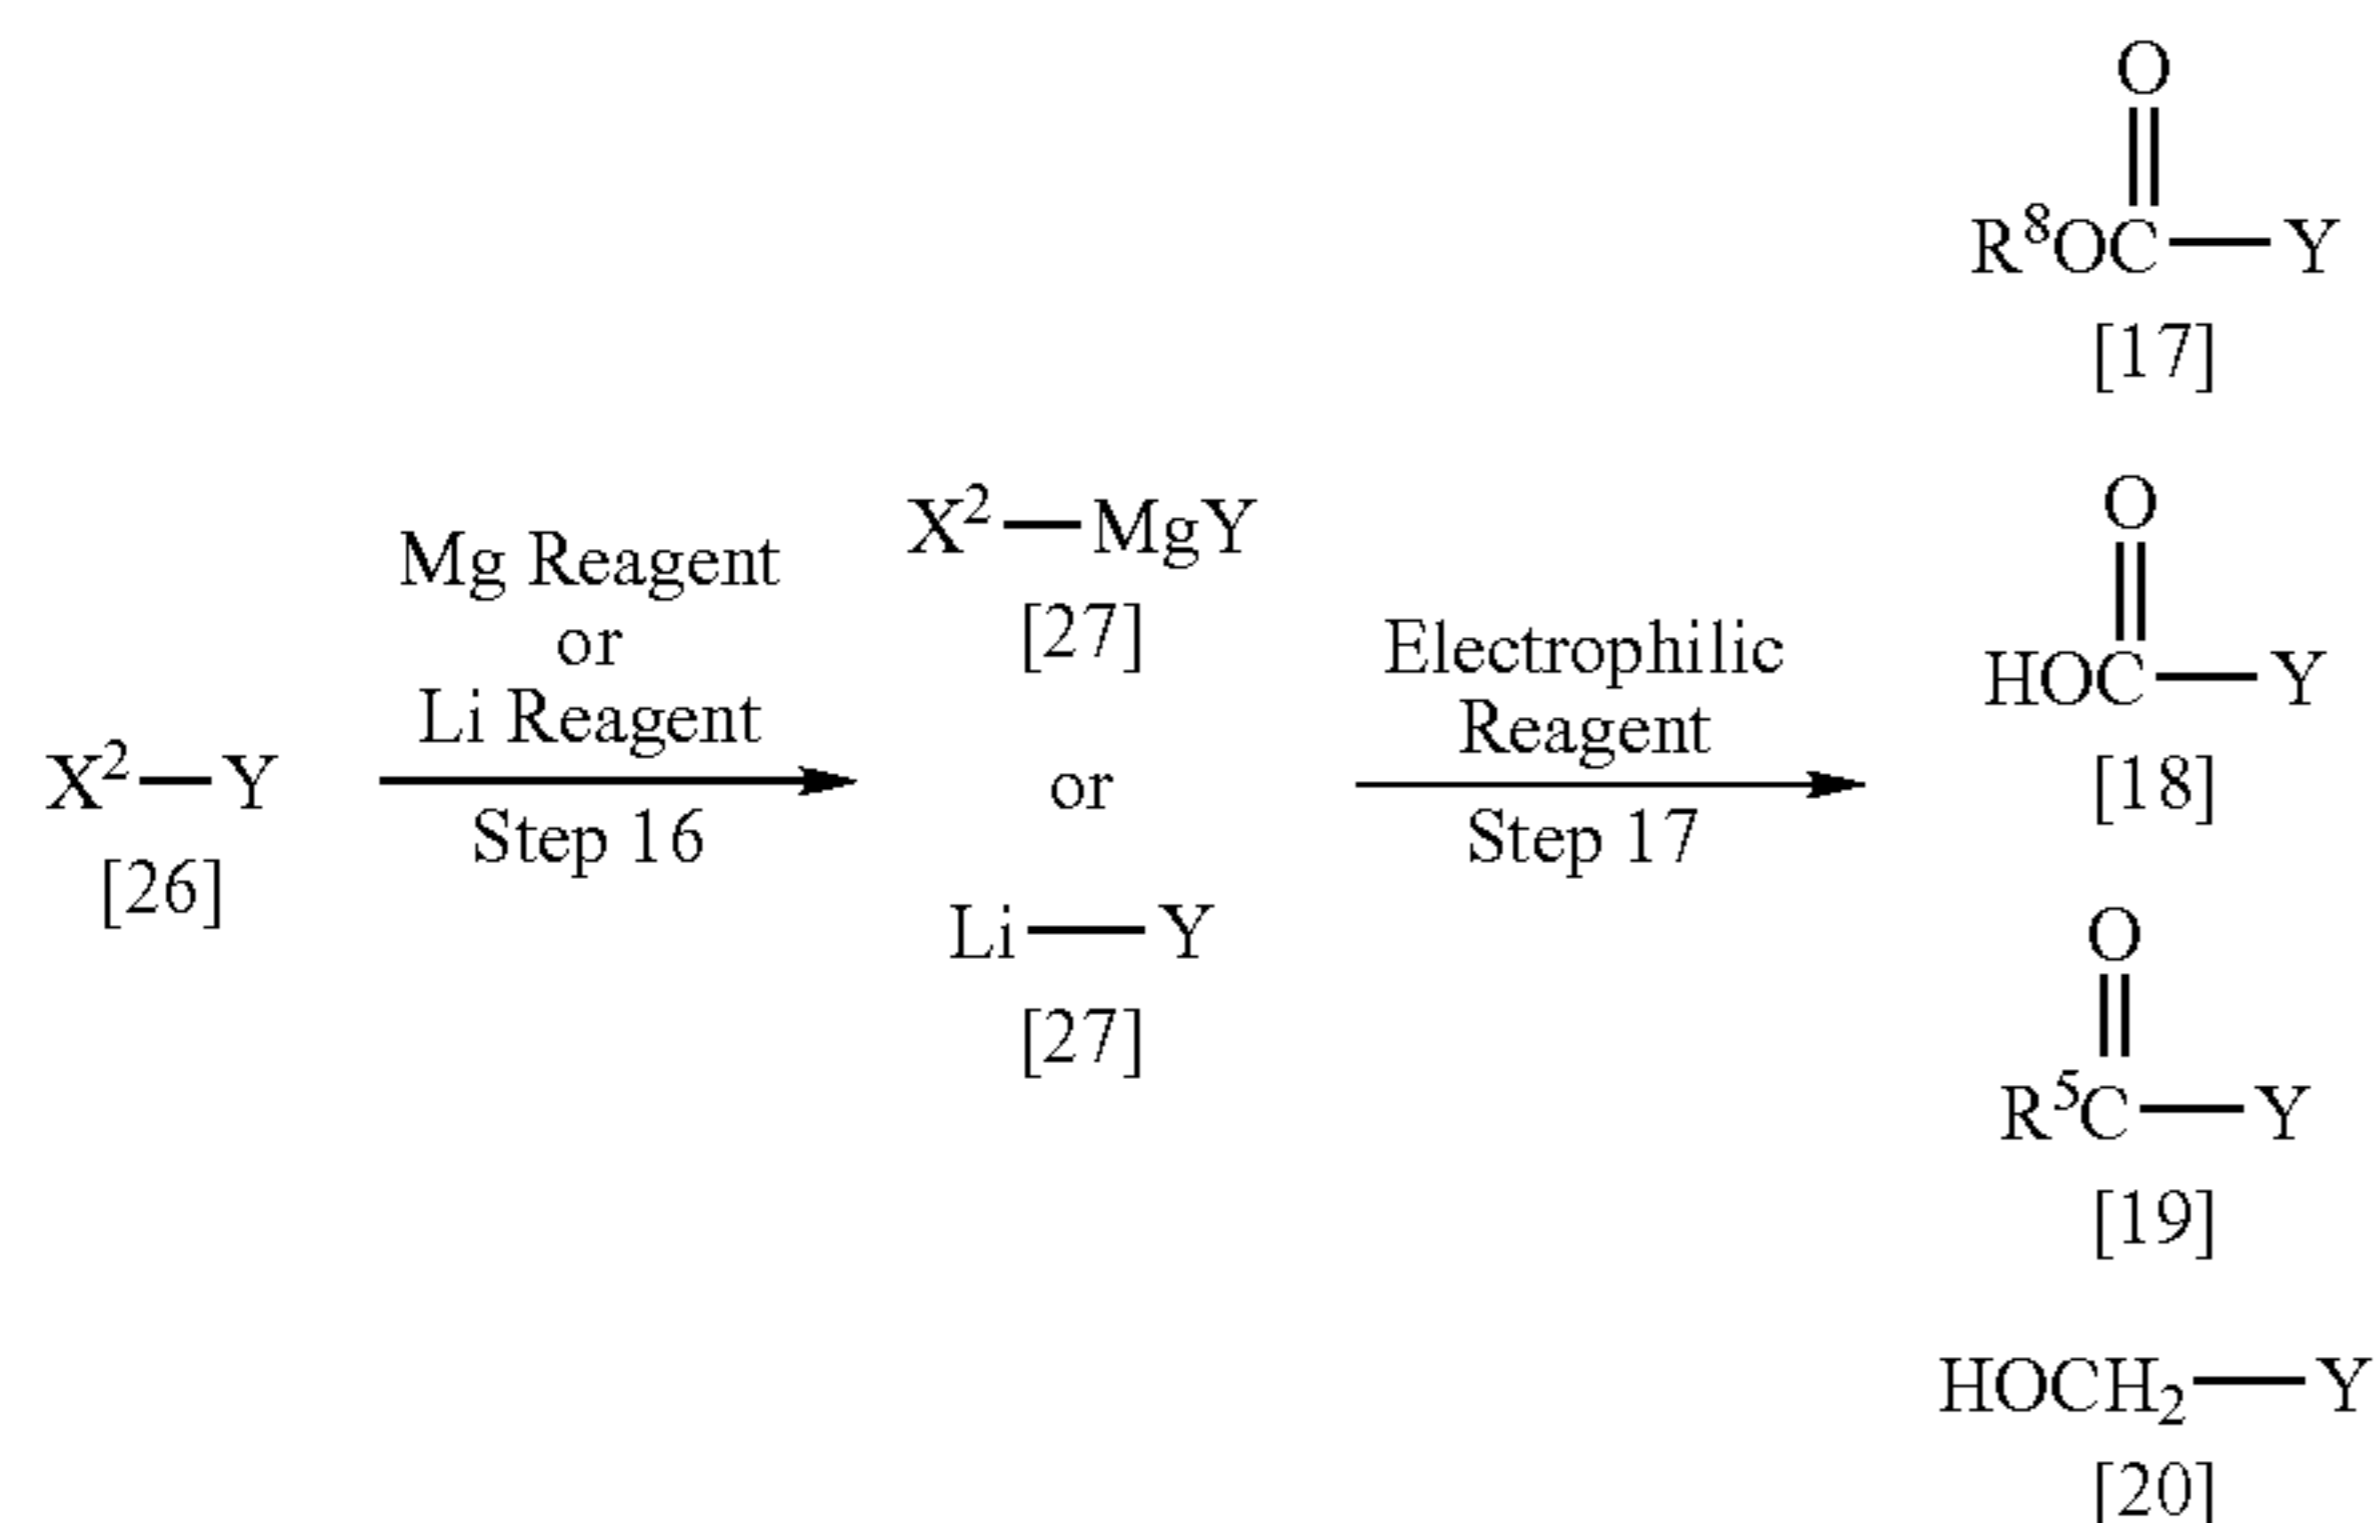 X²—Y
[26]
Mg Reagent
or
Li Reagent
Step 16
X²—MgY
[27]
or
Li—Y
[27]
Electrophilic
Reagent
Step 17
O
R⁸OC—Y
[17]
O
HOC—Y
[18]
O
R⁵C—Y
[19]
HOCH₂—Y
[20]